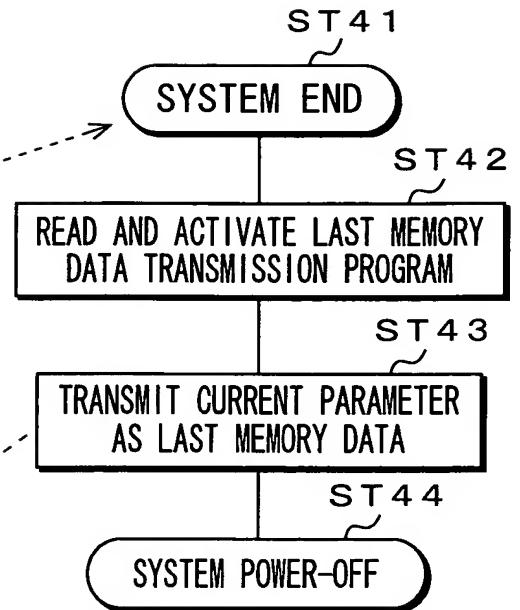 ST41
SYSTEM END
ST42
READ AND ACTIVATE LAST MEMORY
DATA TRANSMISSION PROGRAM
ST43
TRANSMIT CURRENT PARAMETER
AS LAST MEMORY DATA
ST44
SYSTEM POWER-OFF